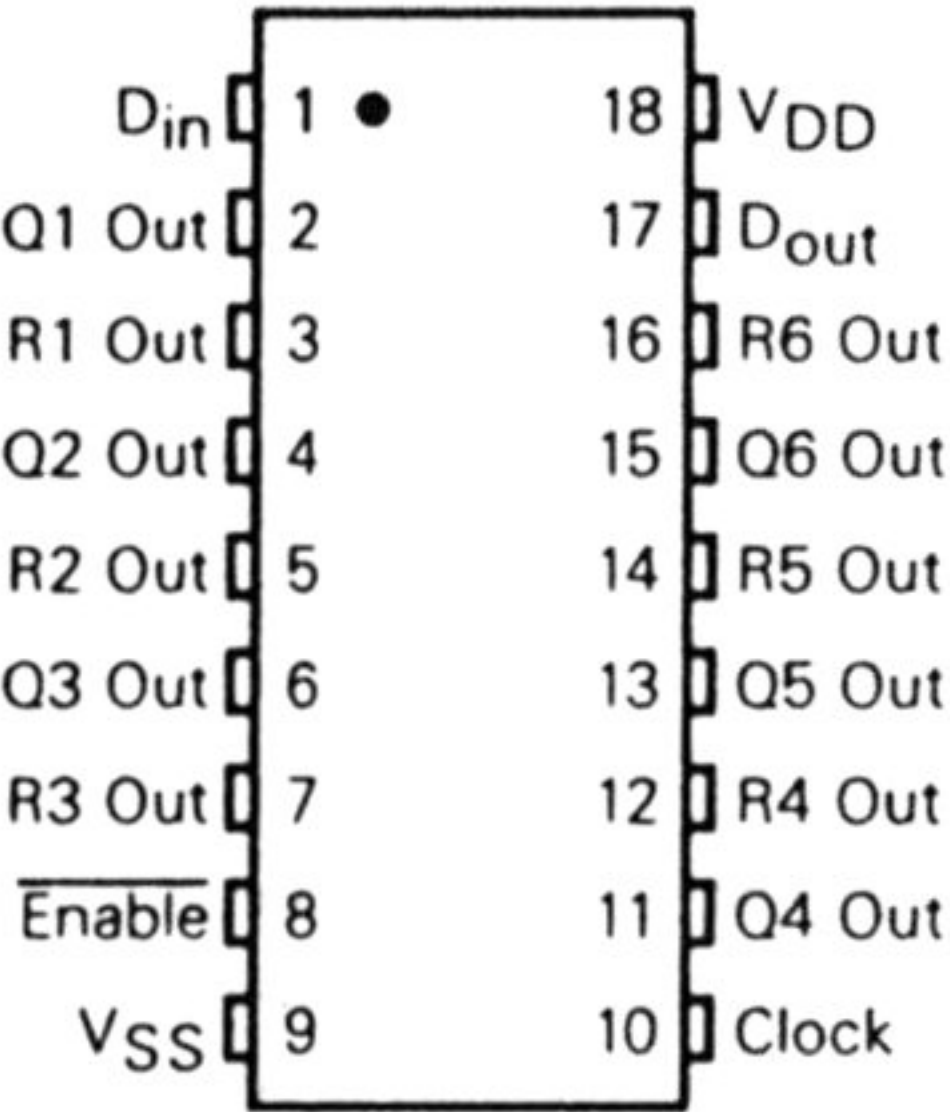 Din 1 18 VDD
Q1 Out 2 17 Dout
R1 Out 3 16 R6 Out
Q2 Out 4 15 Q6 Out
R2 Out 5 14 R5 Out
Q3 Out 6 13 Q5 Out
R3 Out 7 12 R4 Out
Enable 8 11 Q4 Out
VSS 9 10 Clock